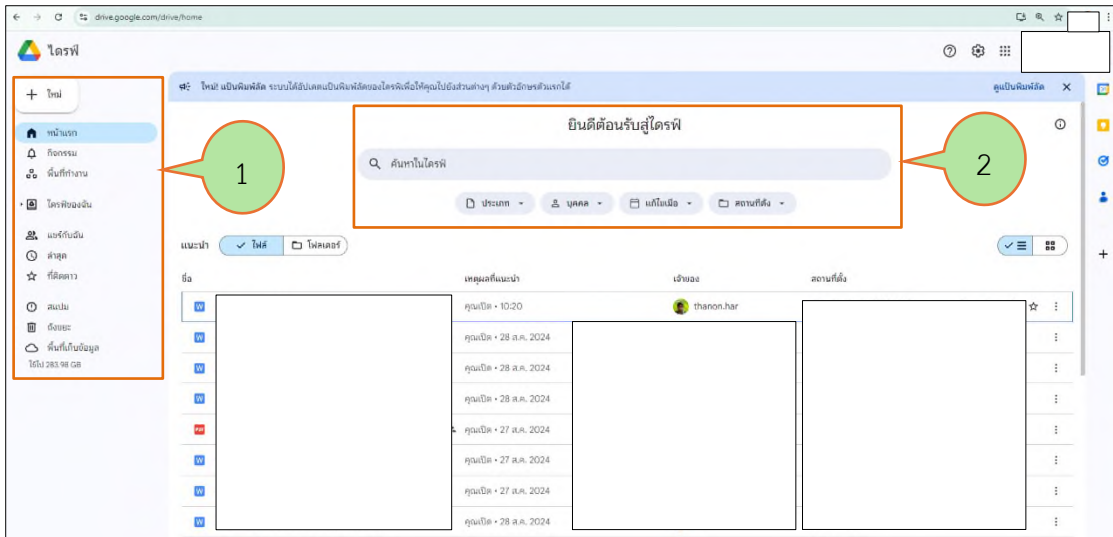 drive.google.com/drive/home
ไดรฟ์
ใหม่
ใหม่! แป้นพิมพ์ลัด ระบบได้อัปเดตแป้นพิมพ์ลัดของไดรฟ์เพื่อให้คุณไปยังส่วนต่างๆ ด้วยตัวอักษรตัวแรกได้
ดูแป้นพิมพ์ลัด
หน้าแรก
กิจกรรม
พื้นที่ทำงาน
ไดรฟ์ของฉัน
แชร์กับฉัน
ล่าสุด
ที่ติดดาว
สแปม
ถังขยะ
พื้นที่เก็บข้อมูล
ใช้ไป 283.98 GB
1
ยินดีต้อนรับสู่ไดรฟ์
ค้นหาในไดรฟ์
ประเภท บุคคล แก้ไขเมื่อ สถานที่ตั้ง
2
แนะนำ ไฟล์ โฟลเดอร์
ชื่อ เหตุผลที่แนะนำ เจ้าของ สถานที่ตั้ง
W คุณเปิด • 10:20 thanon.har
W คุณเปิด • 28 ส.ค. 2024
W คุณเปิด • 28 ส.ค. 2024
W คุณเปิด • 28 ส.ค. 2024
PDF คุณเปิด • 27 ส.ค. 2024
W คุณเปิด • 27 ส.ค. 2024
W คุณเปิด • 27 ส.ค. 2024
W คุณเปิด • 28 ส.ค. 2024